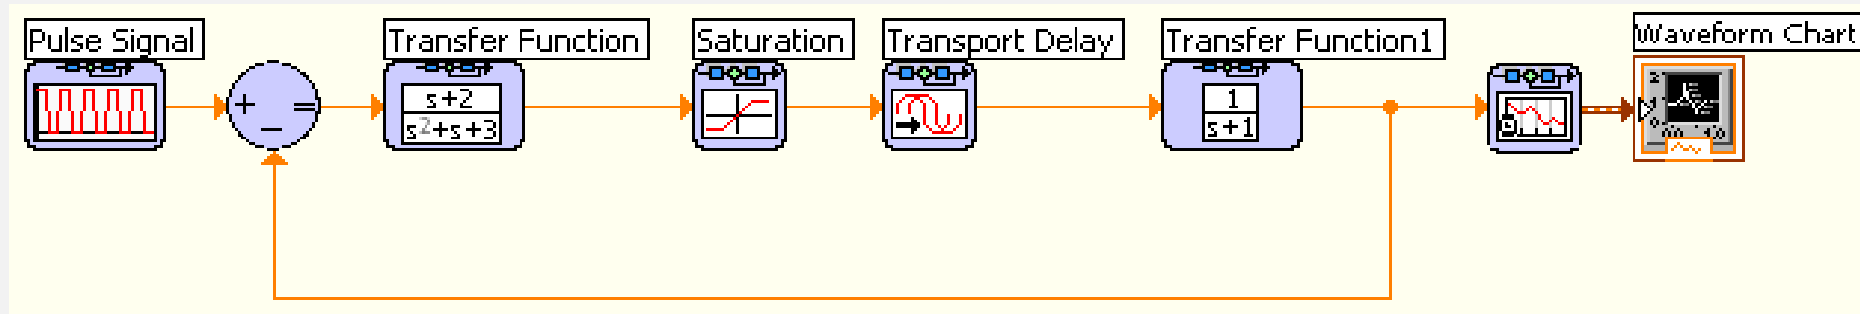 Pulse Signal
Transfer Function
Saturation
Transport Delay
Transfer Function1
Waveform Chart
+
=
−
s+2
s²+s+3
1
s+1